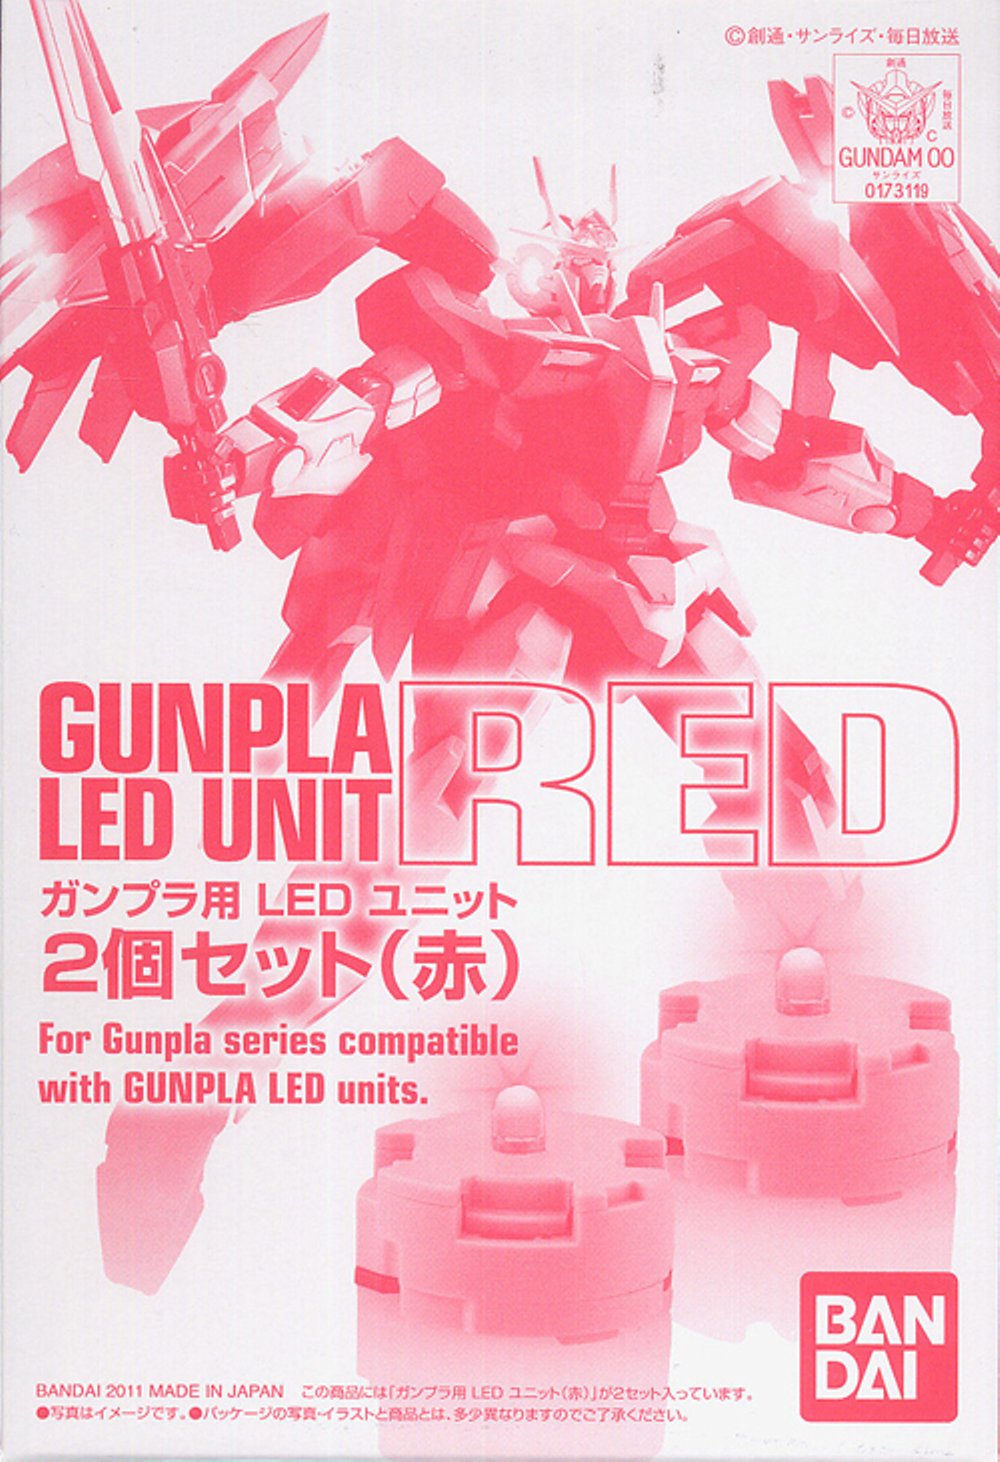 ©創通・サンライズ・毎日放送
創通
©
毎日放送
C
GUNDAM 00
サンライズ
0173119
GUNPLA
LED UNIT
RED
ガンプラ用 LED ユニット
2個セット(赤)
For Gunpla series compatible
with GUNPLA LED units.
BAN
DAI
BANDAI 2011 MADE IN JAPAN この商品には「ガンプラ用 LED ユニット(赤)」が2セット入っています。
●写真はイメージです。●パッケージの写真・イラストと商品とは、多少異なりますのでご了承ください。